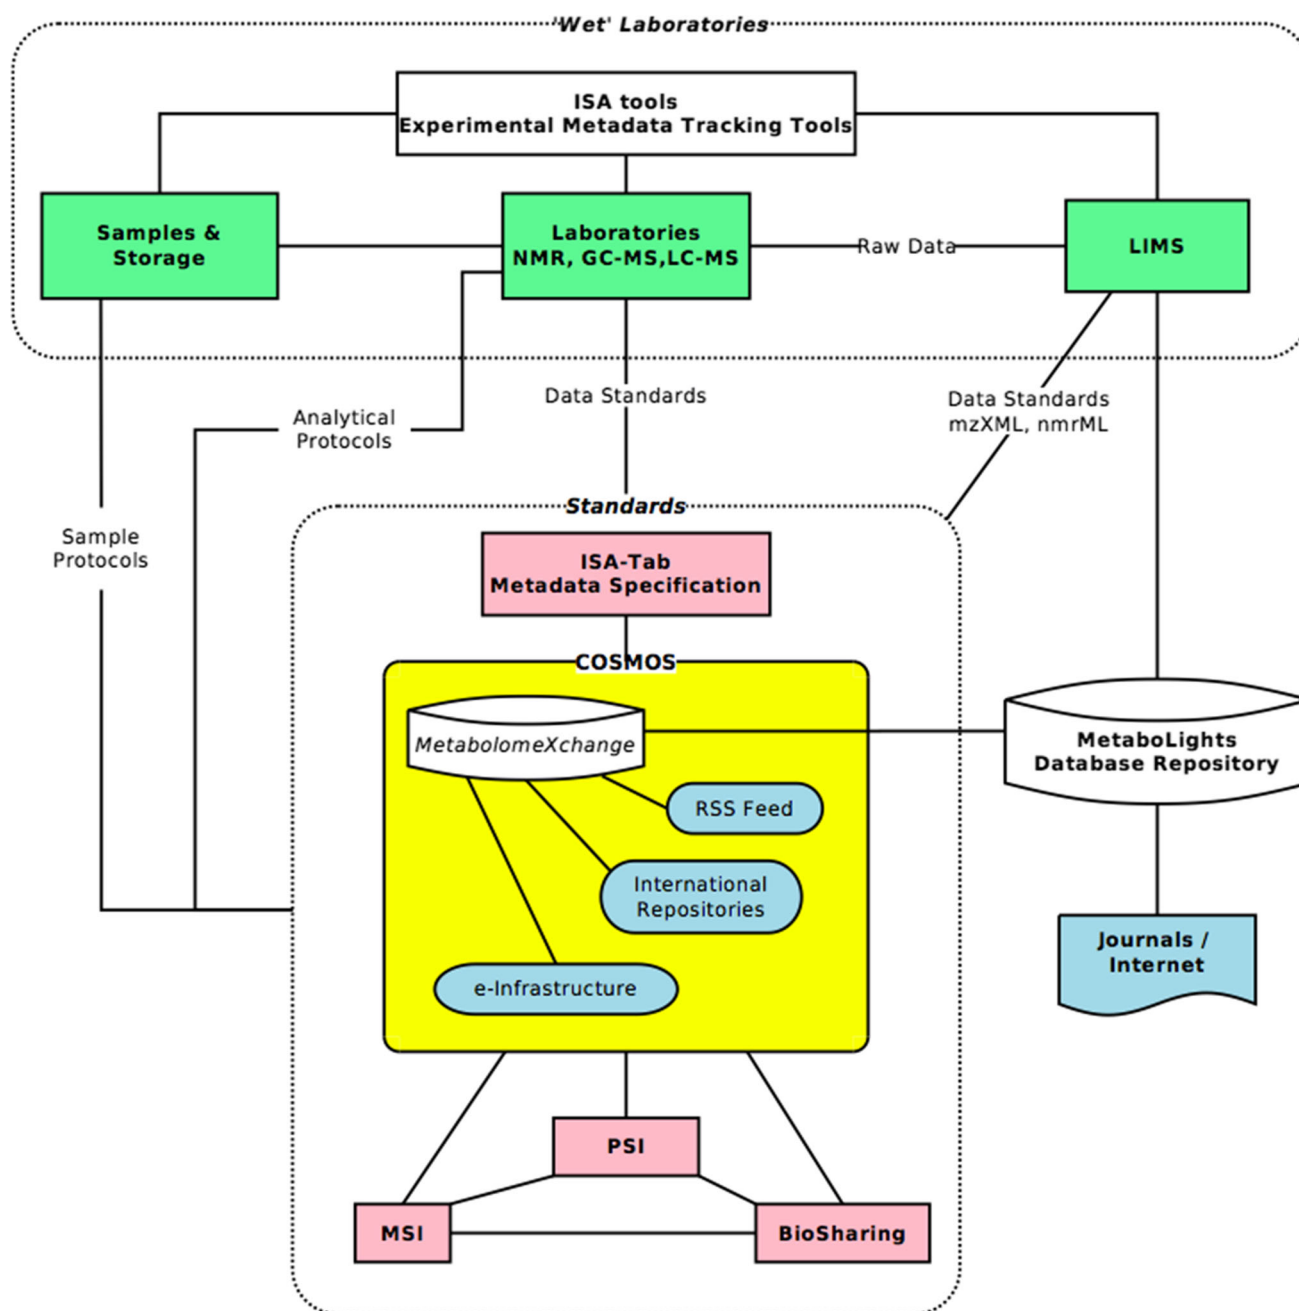 'Wet' Laboratories
ISA tools
Experimental Metadata Tracking Tools
Samples &
Storage
Laboratories
NMR, GC-MS,LC-MS
Raw Data
LIMS
Data Standards
Data Standards
mzXML, nmrML
Analytical
Protocols
Sample
Protocols
Standards
ISA-Tab
Metadata Specification
COSMOS
MetabolomeXchange
MetaboLights
Database Repository
RSS Feed
International
Repositories
e-Infrastructure
Journals /
Internet
PSI
MSI
BioSharing